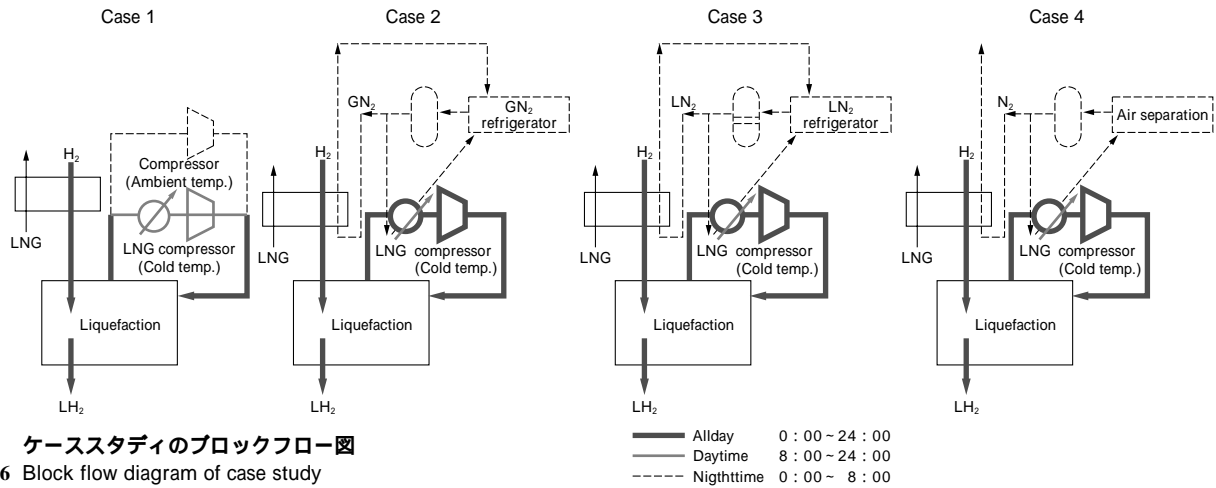 Case 1
Case 2
Case 3
Case 4
H₂
LNG
Compressor
(Ambient temp.)
LNG compressor
(Cold temp.)
Liquefaction
LH₂
GN₂
GN₂
refrigerator
H₂
LNG
LNG compressor
(Cold temp.)
Liquefaction
LH₂
LN₂
LN₂
refrigerator
H₂
LNG
LNG compressor
(Cold temp.)
Liquefaction
LH₂
N₂
Air separation
H₂
LNG
LNG compressor
(Cold temp.)
Liquefaction
LH₂
ケーススタディのブロックフロー図
6 Block flow diagram of case study
Allday 0：00~24：00
Daytime 8：00~24：00
Nigthttime 0：00~ 8：00